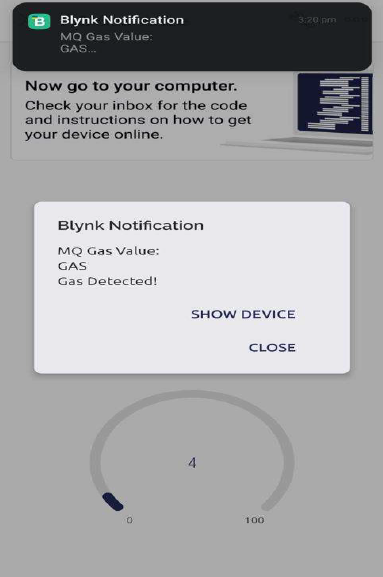 Blynk Notification
3:20 pm
MQ Gas Value:
GAS...
Now go to your computer.
Check your inbox for the code
and instructions on how to get
your device online.
Blynk Notification
MQ Gas Value:
GAS
Gas Detected!
SHOW DEVICE
CLOSE
4
0
100